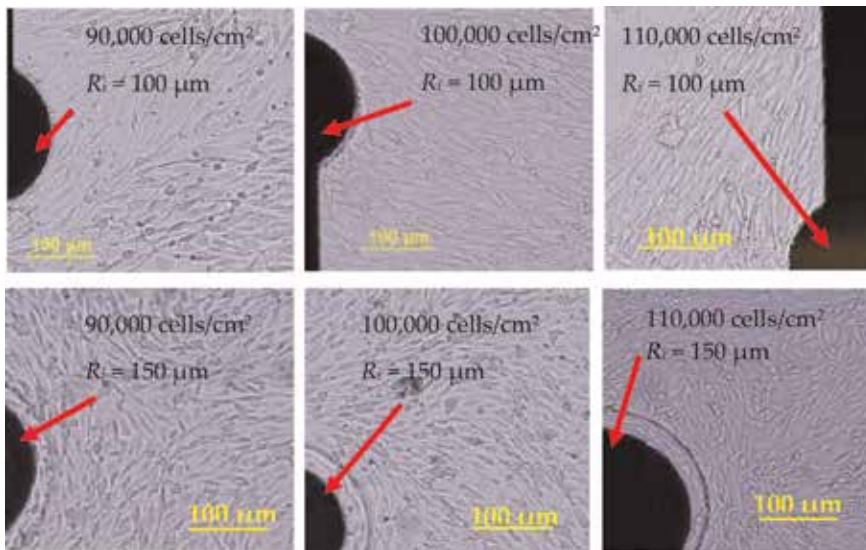 90,000 cells/cm²
Rᵢ = 100 µm
100 µm
100,000 cells/cm²
Rᵢ = 100 µm
100 µm
110,000 cells/cm²
Rᵢ = 100 µm
100 µm
90,000 cells/cm²
Rᵢ = 150 µm
100 µm
100,000 cells/cm²
Rᵢ = 150 µm
100 µm
110,000 cells/cm²
Rᵢ = 150 µm
100 µm